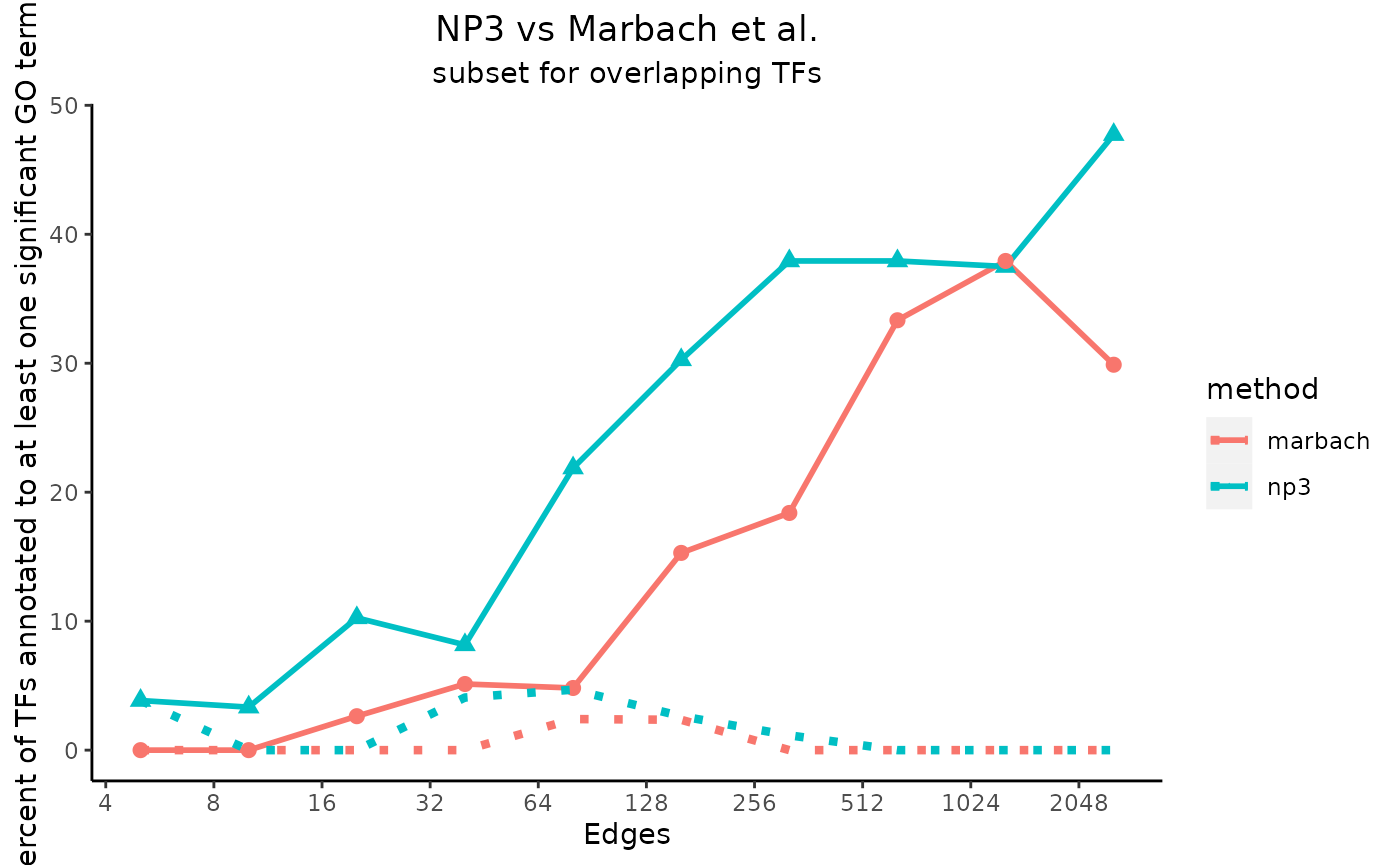 NP3 vs Marbach et al.
subset for overlapping TFs
ercent of TFs annotated to at least one significant GO term
50
40
30
20
10
0
4 8 16 32 64 128 256 512 1024 2048
Edges
method
marbach
np3